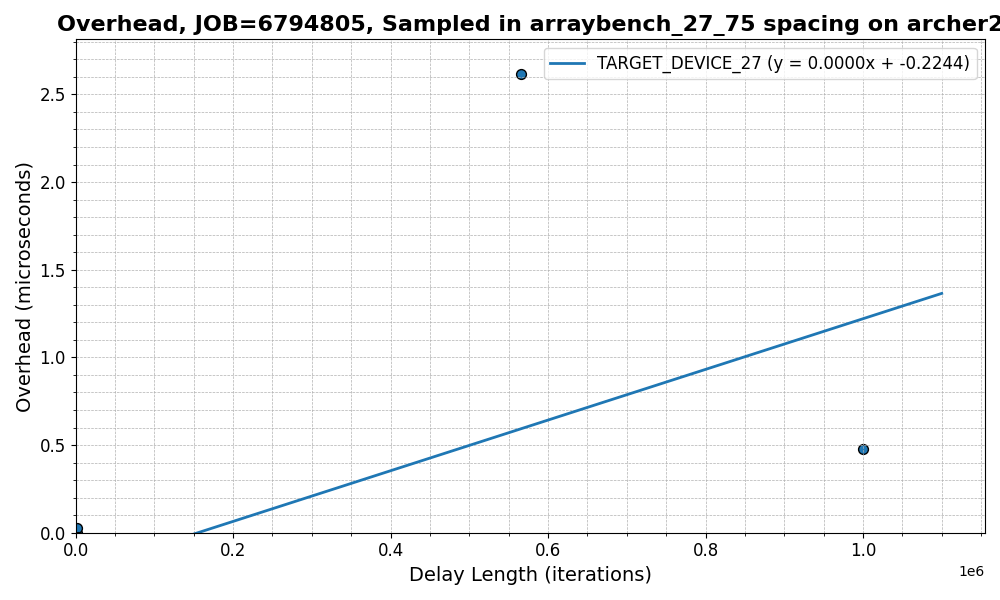 Overhead, JOB=6794805, Sampled in arraybench_27_75 spacing on archer2
TARGET_DEVICE_27 (y = 0.0000x + -0.2244)
Overhead (microseconds)
2.5
2.0
1.5
1.0
0.5
0.0
0.0 0.2 0.4 0.6 0.8 1.0
1e6
Delay Length (iterations)